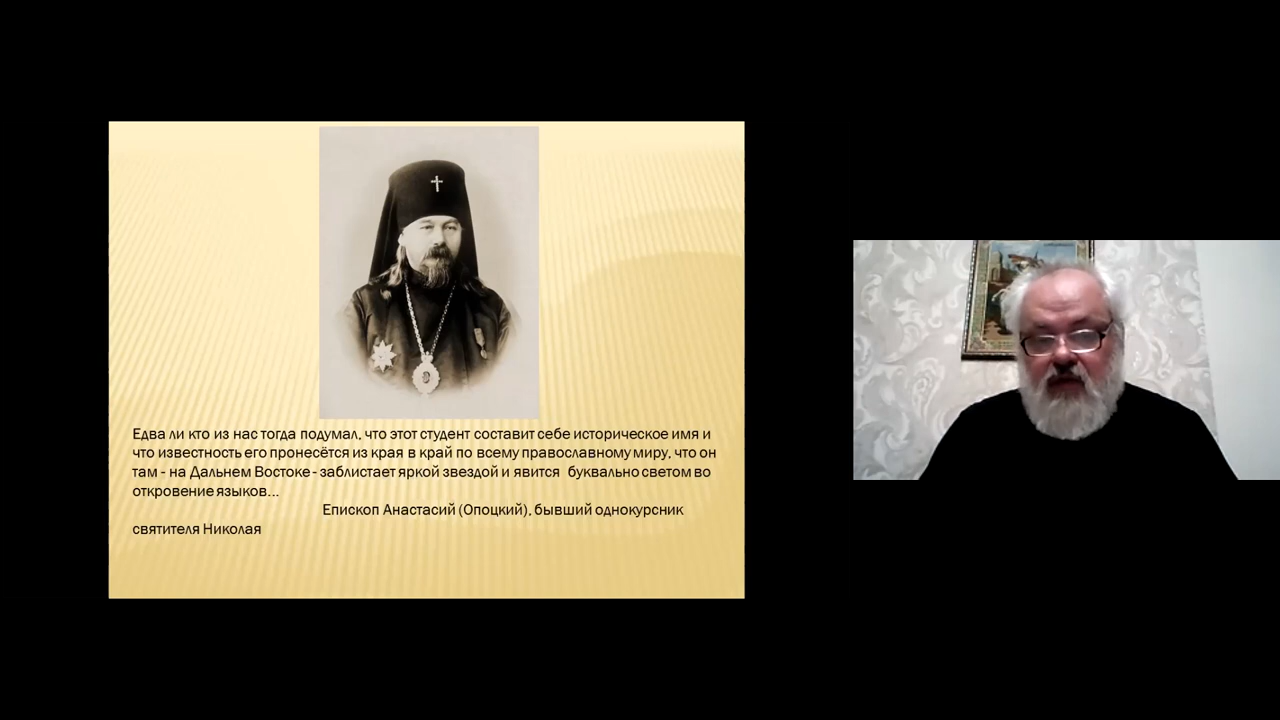 Едва ли кто из нас тогда подумал, что этот студент составит себе историческое имя и
что известность его пронесётся из края в край по всему православному миру, что он
там - на Дальнем Востоке - заблистает яркой звездой и явится буквально светом во
откровение языков...
Епископ Анастасий (Опоцкий), бывший однокурсник
святителя Николая